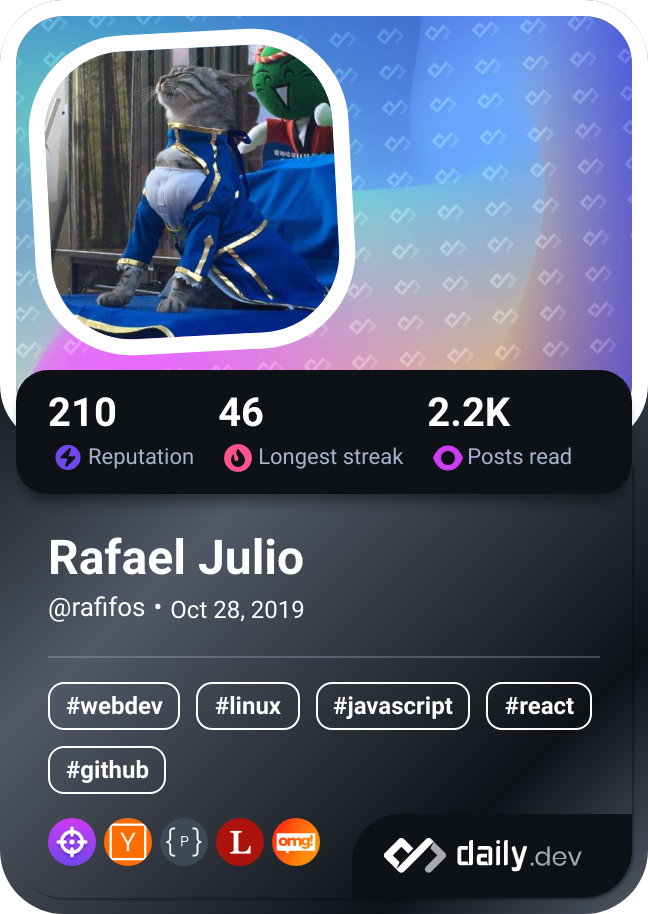 210 46 2.2K
Reputation Longest streak Posts read
Rafael Julio
@rafifos • Oct 28, 2019
#webdev #linux #javascript #react
#github
Y {P} L omg!
daily.dev